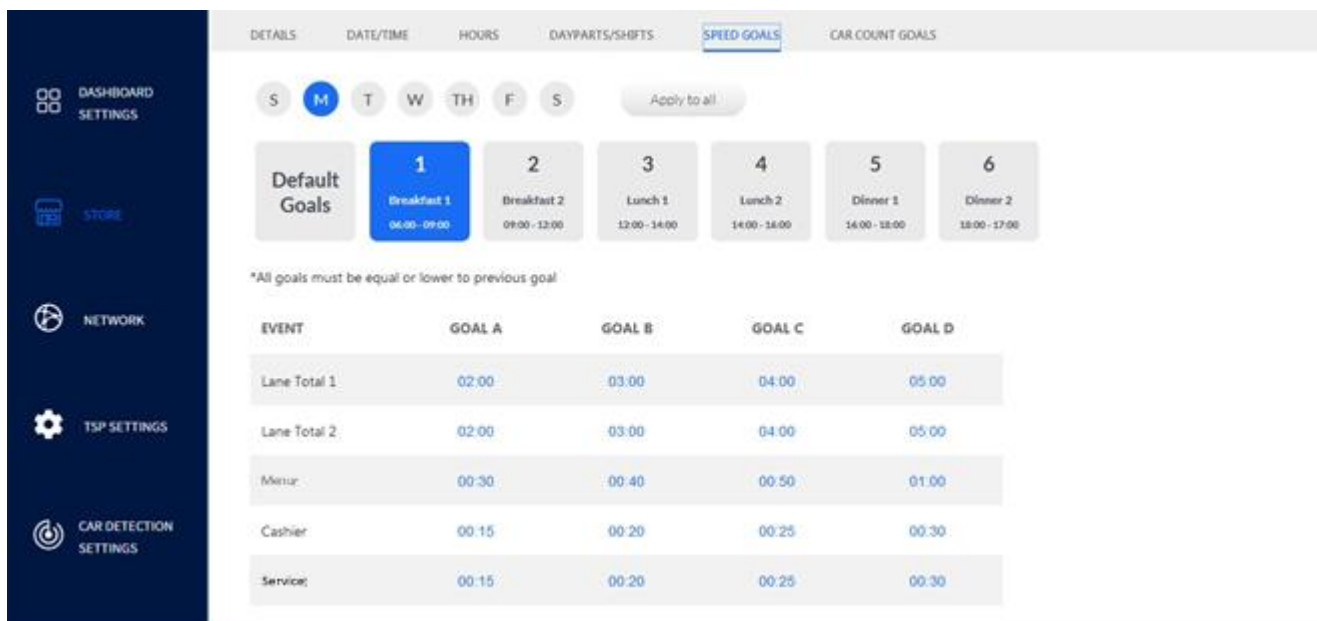 DETAILS DATE/TIME HOURS DAYPARTS/SHIFTS SPEED GOALS CAR COUNT GOALS
DASHBOARD
SETTINGS
STORE
NETWORK
TSP SETTINGS
CAR DETECTION
SETTINGS
S M T W TH F S Apply to all
Default
Goals
1
Breakfast 1
06:00 - 09:00
2
Breakfast 2
09:00 - 12:00
3
Lunch 1
12:00 - 14:00
4
Lunch 2
14:00 - 16:00
5
Dinner 1
16:00 - 18:00
6
Dinner 2
18:00 - 17:00
*All goals must be equal or lower to previous goal
EVENT GOAL A GOAL B GOAL C GOAL D
Lane Total 1 02:00 03:00 04:00 05:00
Lane Total 2 02:00 03:00 04:00 05:00
Menur 00:30 00:40 00:50 01:00
Cashier 00:15 00:20 00:25 00:30
Service: 00:15 00:20 00:25 00:30